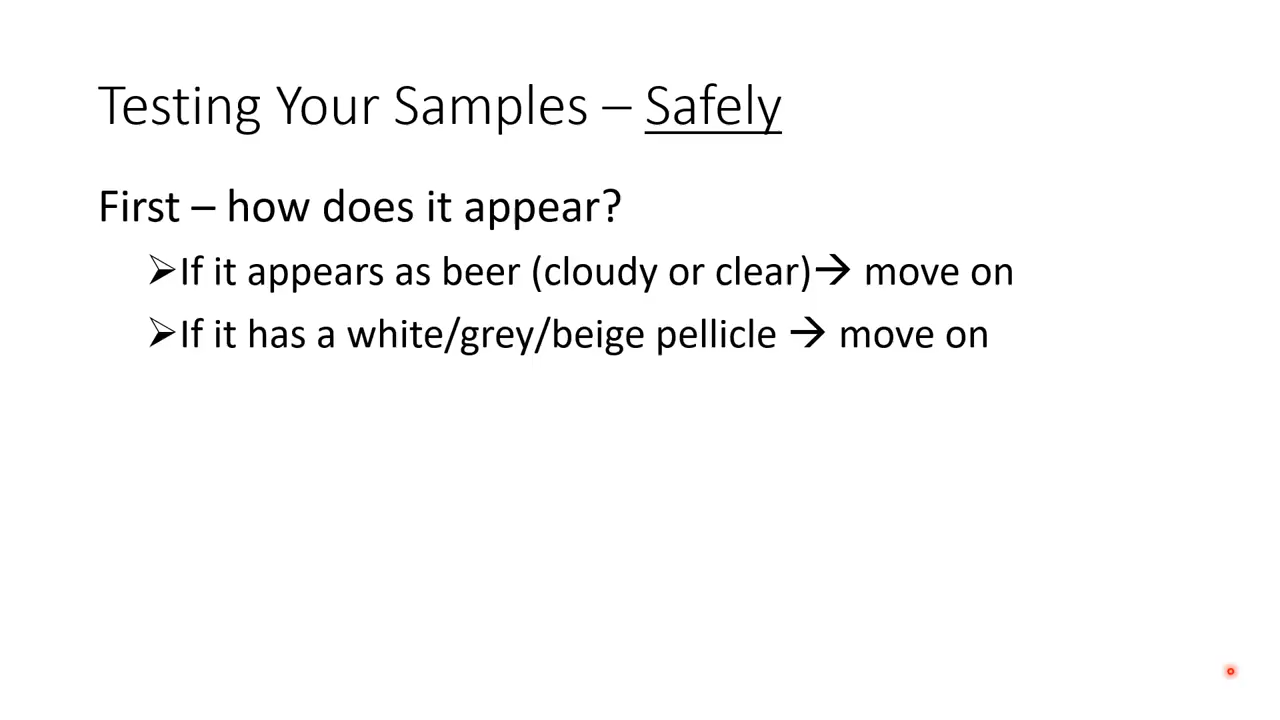 Testing Your Samples – Safely
First – how does it appear?
➢If it appears as beer (cloudy or clear)→ move on
➢If it has a white/grey/beige pellicle → move on